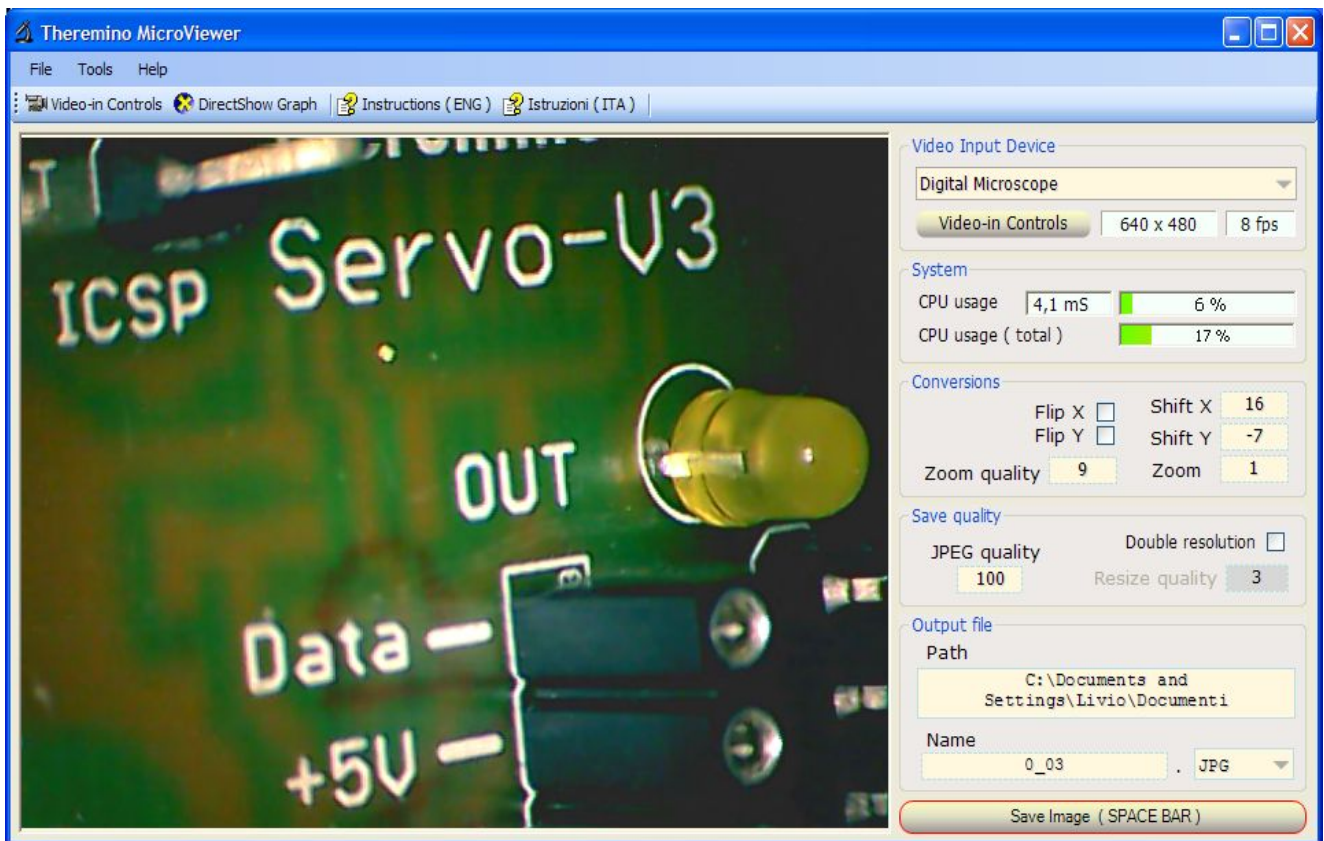 Theremino MicroViewer
File Tools Help
Video-in Controls DirectShow Graph Instructions ( ENG ) Istruzioni ( ITA )
Servo-V3
ICSP
OUT
Data
+5V
Video Input Device
Digital Microscope
Video-in Controls 640 x 480 8 fps
System
CPU usage 4,1 mS 6 %
CPU usage ( total ) 17 %
Conversions
Flip X Shift X 16
Flip Y Shift Y -7
Zoom quality 9 Zoom 1
Save quality
Double resolution
JPEG quality
100 Resize quality 3
Output file
Path
C:\Documents and
Settings\Livio\Documenti
Name
0_03 . JPG
Save Image ( SPACE BAR )